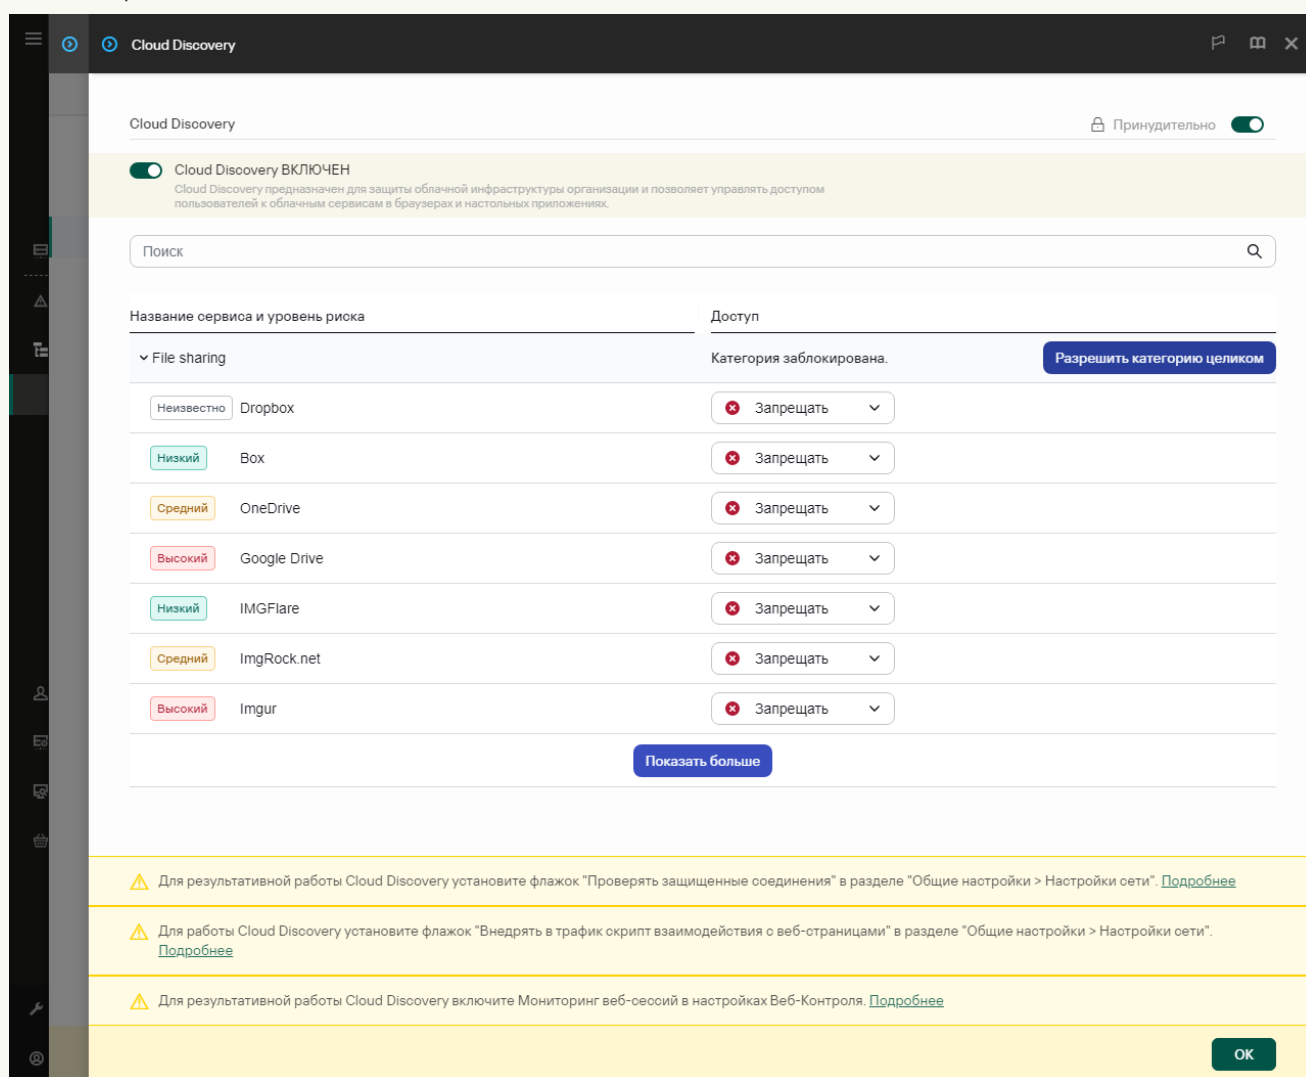 Cloud Discovery
Cloud Discovery
Принудительно
Cloud Discovery ВКЛЮЧЕН
Cloud Discovery предназначен для защиты облачной инфраструктуры организации и позволяет управлять доступом
пользователей к облачным сервисам в браузерах и настольных приложениях.
Поиск
Название сервиса и уровень риска
Доступ
File sharing
Категория заблокирована.
Разрешить категорию целиком
Неизвестно Dropbox Запрещать
Низкий Box Запрещать
Средний OneDrive Запрещать
Высокий Google Drive Запрещать
Низкий IMGFlare Запрещать
Средний ImgRock.net Запрещать
Высокий Imgur Запрещать
Показать больше
Для результативной работы Cloud Discovery установите флажок "Проверять защищенные соединения" в разделе "Общие настройки > Настройки сети". Подробнее
Для работы Cloud Discovery установите флажок "Внедрять в трафик скрипт взаимодействия с веб-страницами" в разделе "Общие настройки > Настройки сети".
Подробнее
Для результативной работы Cloud Discovery включите Мониторинг веб-сессий в настройках Веб-Контроля. Подробнее
ОК